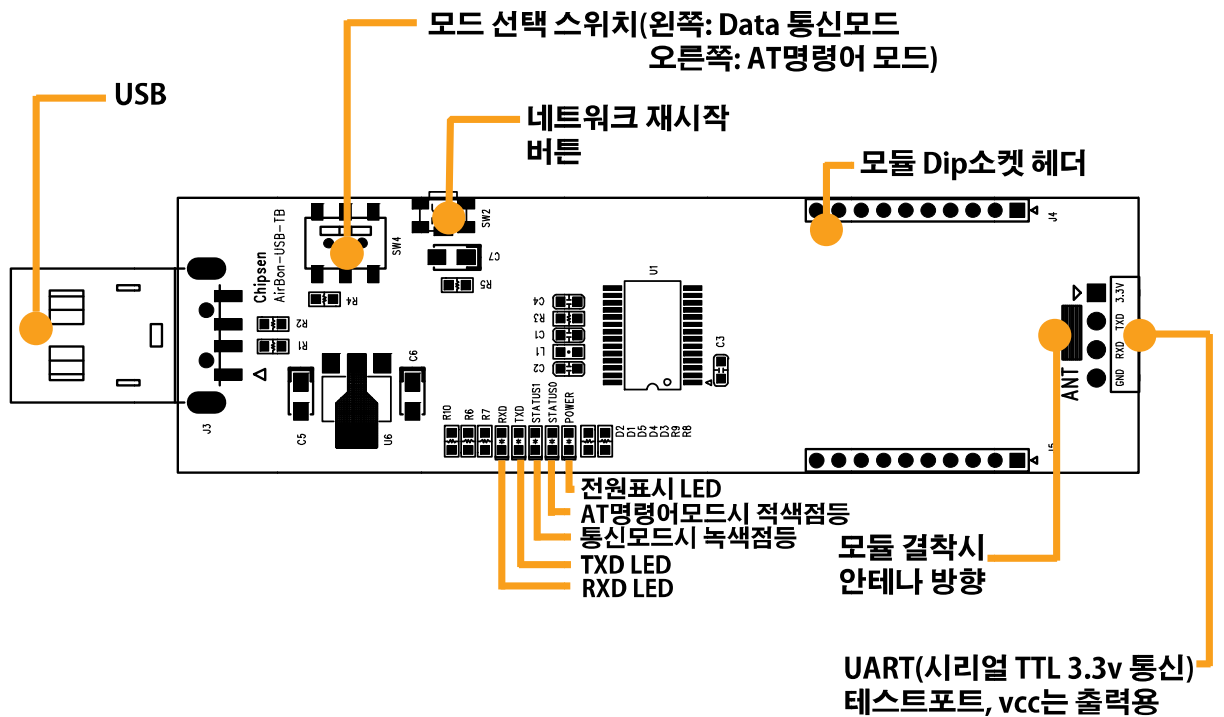 모드 선택 스위치(왼쪽: Data 통신모드
오른쪽: AT명령어 모드)
USB
네트워크 재시작
버튼
모듈 Dip소켓 헤더
Chipsen
AirBon-USB-TB
SW4
SW2
C7
R5
R4
R2
R1
J3
C5
C6
U6
U1
C4
R3
C1
L1
C2
C3
J4
3.3V
TXD
RXD
GND
ANT
R10
R6
R7
RXD
TXD
STATUS1
STATUS0
POWER
D2
D1
D5
D4
D3
R9
R8
전원표시 LED
AT명령어모드시 적색점등
통신모드시 녹색점등
TXD LED
RXD LED
모듈 결착시
안테나 방향
UART(시리얼 TTL 3.3v 통신)
테스트포트, vcc는 출력용